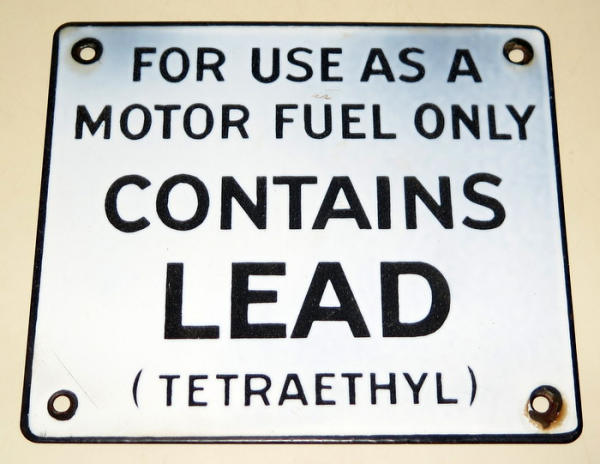 FOR USE AS A
MOTOR FUEL ONLY
CONTAINS
LEAD
(TETRAETHYL)